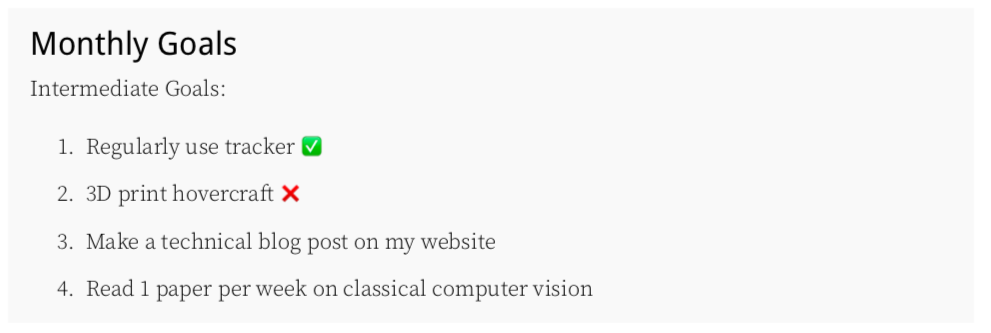 Monthly Goals
Intermediate Goals:
1. Regularly use tracker ✅
2. 3D print hovercraft ❌
3. Make a technical blog post on my website
4. Read 1 paper per week on classical computer vision